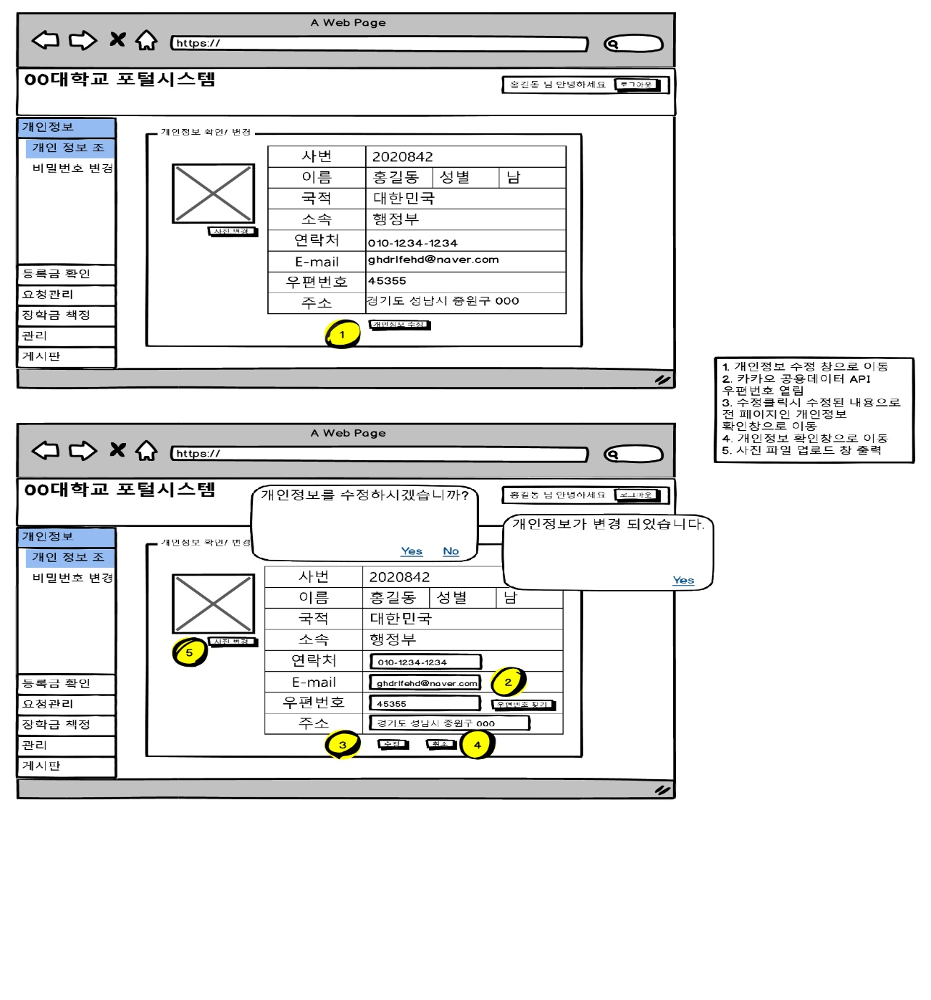 A Web Page
https://
00대학교 포털시스템
홍길동 님 안녕하세요 로그아웃
개인정보
개인 정보 조
비밀번호 변경
등록금 확인
요청관리
장학금 책정
관리
게시판
개인정보 확인/ 변경
사진 변경
사번 2020842
이름 홍길동 성별 남
국적 대한민국
소속 행정부
연락처 010-1234-1234
E-mail ghdrlfehd@naver.com
우편번호 45355
주소 경기도 성남시 중원구 000
1 개인정보 수정
1. 개인정보 수정 창으로 이동
2. 카카오 공용데이터 API
우편번호 열림
3. 수정클릭시 수정된 내용으로
전 페이지인 개인정보
확인창으로 이동
4. 개인정보 확인창으로 이동
5. 사진 파일 업로드 창 출력
A Web Page
https://
00대학교 포털시스템
홍길동 님 안녕하세요 로그아웃
개인정보를 수정하시겠습니까?
Yes No
개인정보가 변경 되었습니다.
Yes
개인정보
개인 정보 조
비밀번호 변경
등록금 확인
요청관리
장학금 책정
관리
게시판
개인정보 확인/ 변경
5 사진 변경
사번 2020842
이름 홍길동 성별 남
국적 대한민국
소속 행정부
연락처 010-1234-1234
E-mail ghdrlfehd@naver.com 2
우편번호 45355 우편번호 찾기
주소 경기도 성남시 중원구 000
3 수정 취소 4